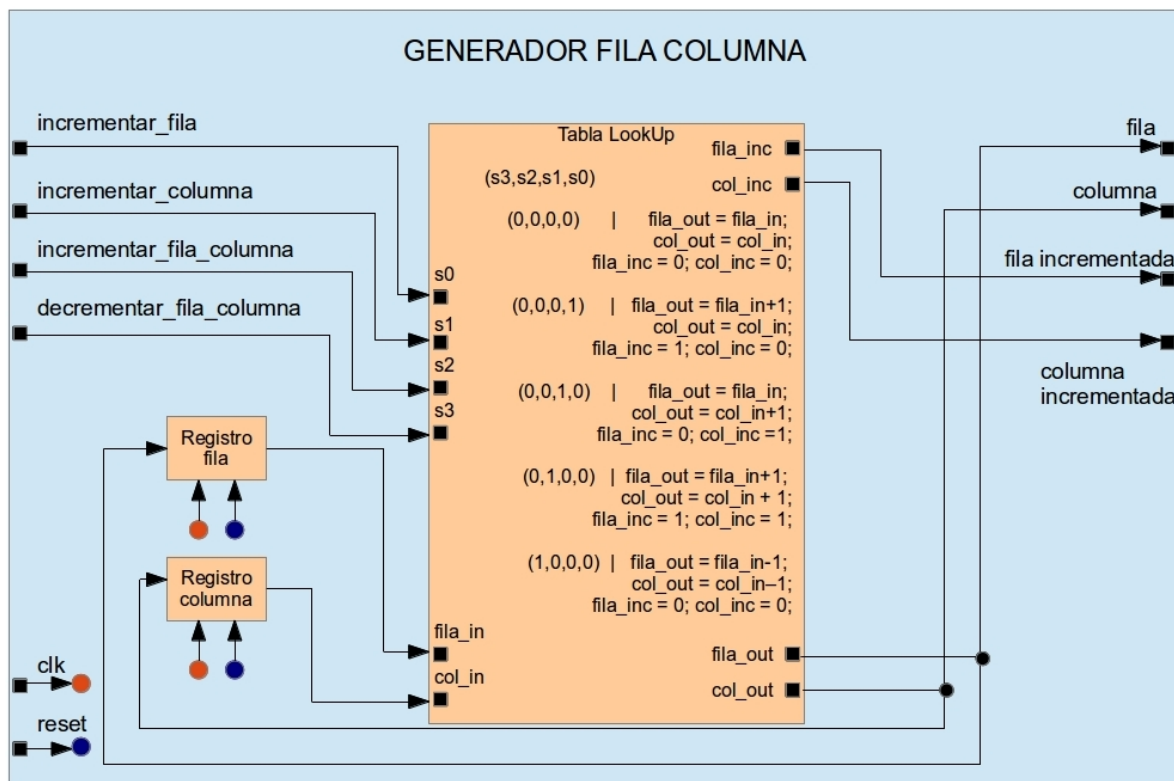 GENERADOR FILA COLUMNA
incrementar_fila
incrementar_columna
incrementar_fila_columna
decrementar_fila_columna
Registro
fila
Registro
columna
clk
reset
Tabla LookUp
fila_inc
col_inc
(s3,s2,s1,s0)
(0,0,0,0) | fila_out = fila_in;
col_out = col_in;
fila_inc = 0; col_inc = 0;
s0
(0,0,0,1) | fila_out = fila_in+1;
s1
col_out = col_in;
fila_inc = 1; col_inc = 0;
s2
(0,0,1,0) | fila_out = fila_in;
s3
col_out = col_in+1;
fila_inc = 0; col_inc =1;
(0,1,0,0) | fila_out = fila_in+1;
col_out = col_in + 1;
fila_inc = 1; col_inc = 1;
(1,0,0,0) | fila_out = fila_in-1;
col_out = col_in–1;
fila_inc = 0; col_inc = 0;
fila_in
fila_out
col_in
col_out
fila
columna
fila incrementada
columna
incrementada